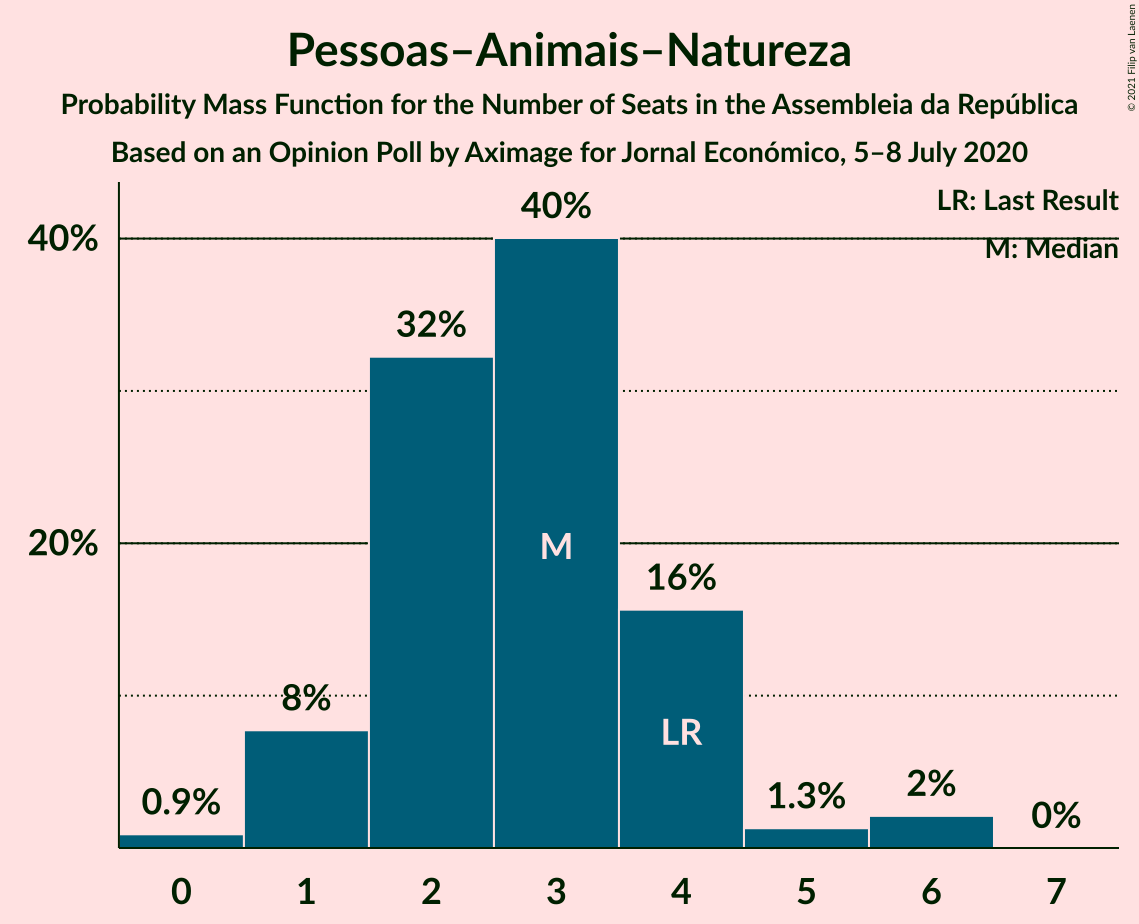 Pessoas–Animais–Natureza
Probability Mass Function for the Number of Seats in the Assembleia da República
Based on an Opinion Poll by Aximage for Jornal Económico, 5–8 July 2020
© 2021 Filip van Laenen
LR: Last Result
M: Median
40%
20%
0.9%
8%
32%
40%
16%
1.3%
2%
0%
M
LR
0 1 2 3 4 5 6 7